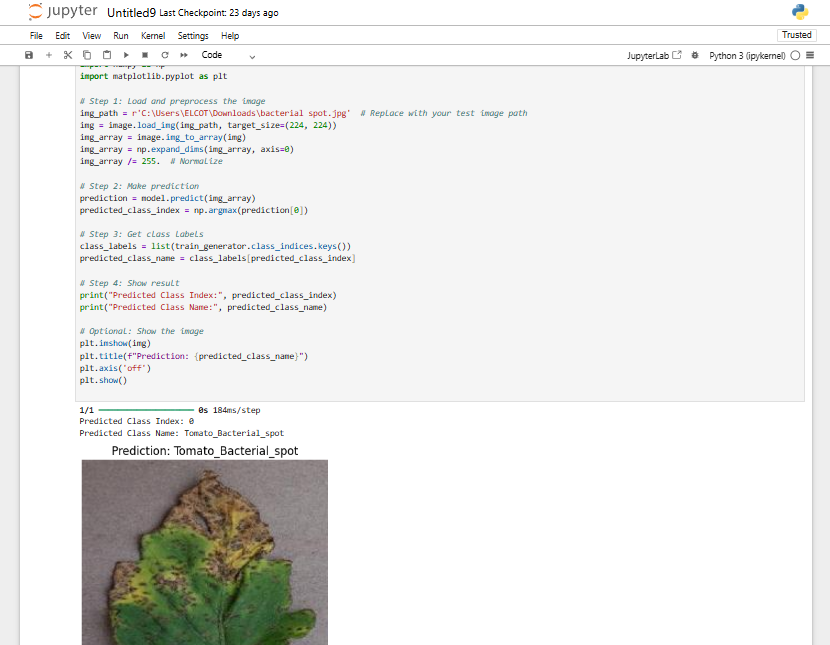 jupyter Untitled9 Last Checkpoint: 23 days ago
File Edit View Run Kernel Settings Help Trusted
Code JupyterLab Python 3 (ipykernel)
import numpy as np
import matplotlib.pyplot as plt
# Step 1: Load and preprocess the image
img_path = r'C:\Users\ELCOT\Downloads\bacterial spot.jpg'  # Replace with your test image path
img = image.load_img(img_path, target_size=(224, 224))
img_array = image.img_to_array(img)
img_array = np.expand_dims(img_array, axis=0)
img_array /= 255.  # Normalize
# Step 2: Make prediction
prediction = model.predict(img_array)
predicted_class_index = np.argmax(prediction[0])
# Step 3: Get class labels
class_labels = list(train_generator.class_indices.keys())
predicted_class_name = class_labels[predicted_class_index]
# Step 4: Show result
print("Predicted Class Index:", predicted_class_index)
print("Predicted Class Name:", predicted_class_name)
# Optional: Show the image
plt.imshow(img)
plt.title(f"Prediction: {predicted_class_name}")
plt.axis('off')
plt.show()
1/1 0s 184ms/step
Predicted Class Index: 0
Predicted Class Name: Tomato_Bacterial_spot
Prediction: Tomato_Bacterial_spot